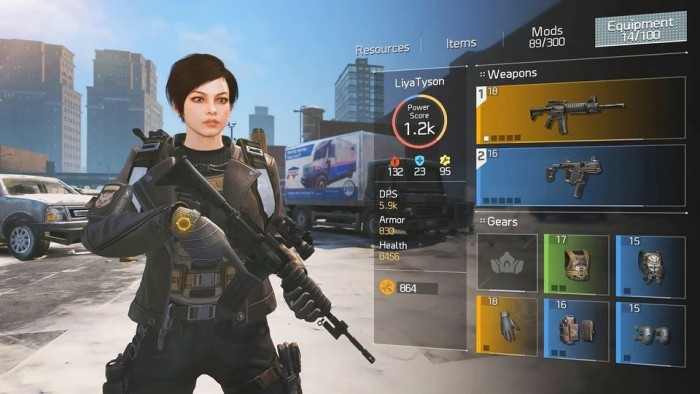 Resources
Items
Mods
89/300
Equipment
14/100
LiyaTyson
Power
Score
1.2k
132 23 95
DPS
5.9k
Armor
830
Health
8456
864
:: Weapons
1 18
2 16
:: Gears
17
15
18
16
15